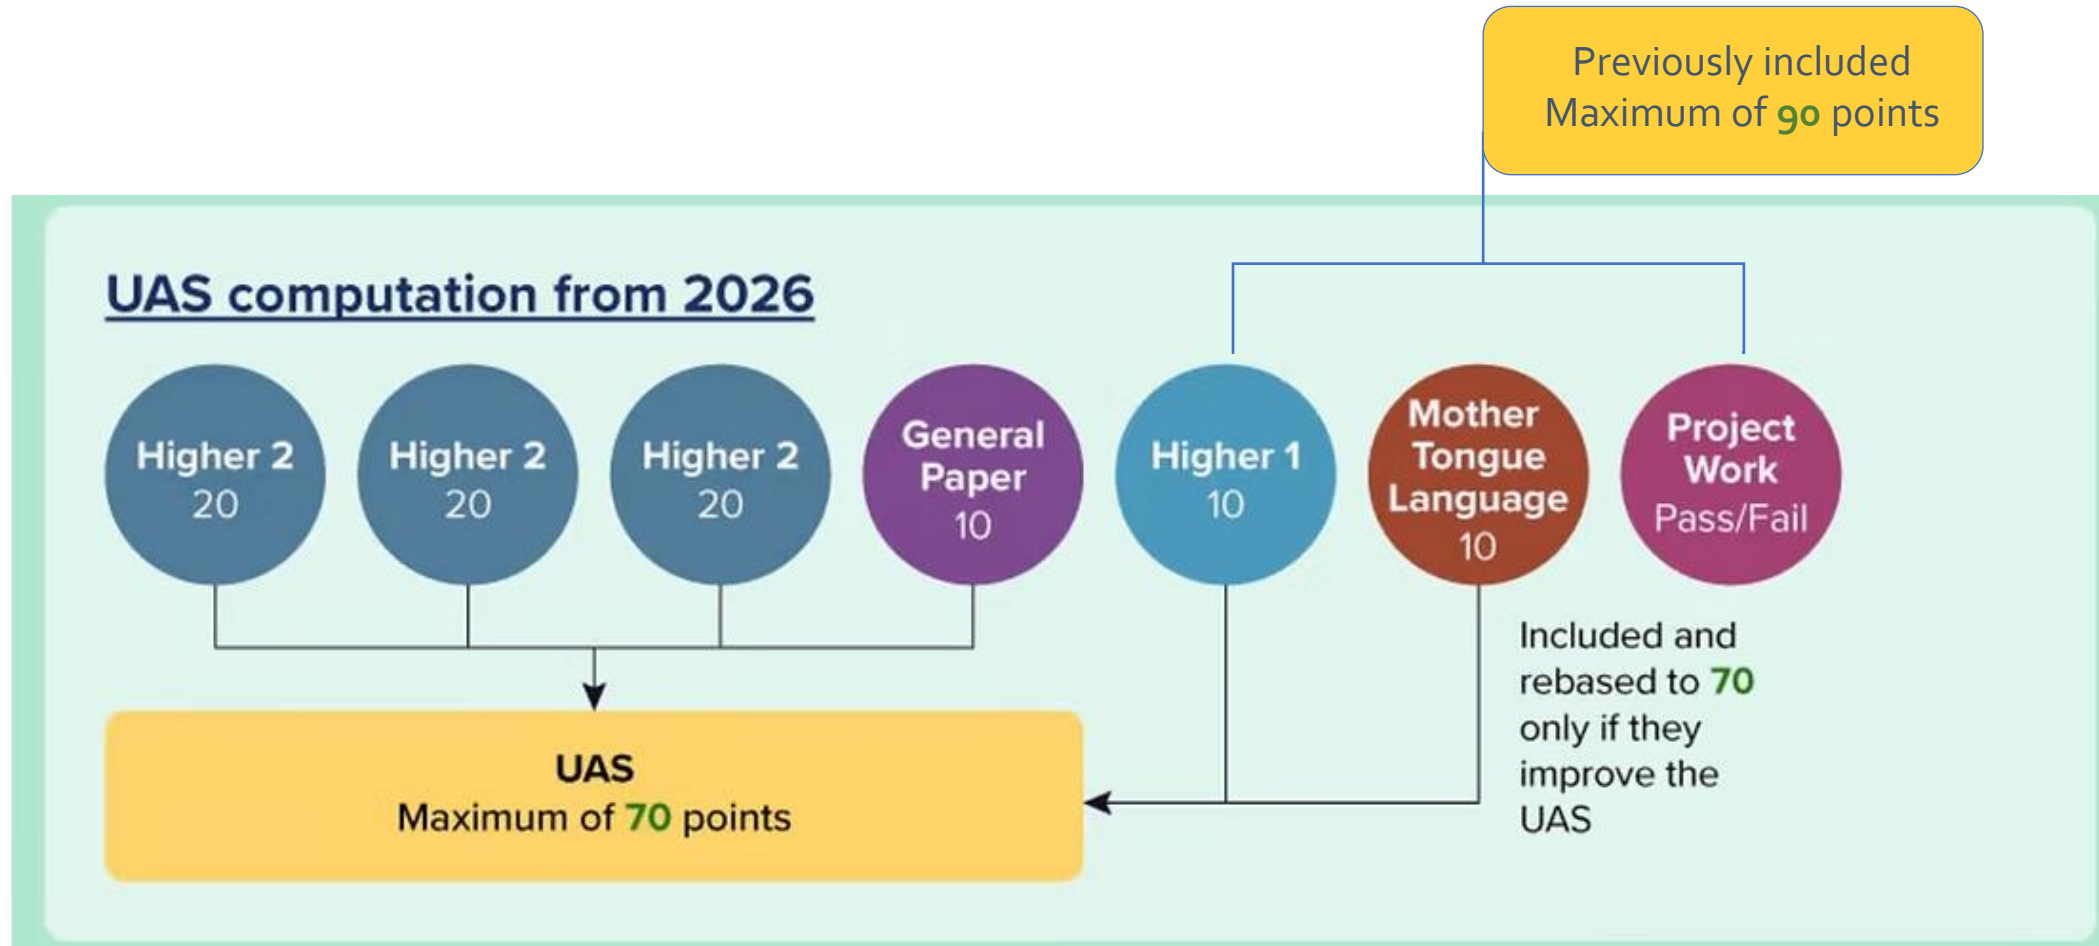 Previously included
Maximum of 90 points
UAS computation from 2026
Higher 2
20
Higher 2
20
Higher 2
20
General
Paper
10
Higher 1
10
Mother
Tongue
Language
10
Project
Work
Pass/Fail
Included and
rebased to 70
only if they
improve the
UAS
UAS
Maximum of 70 points